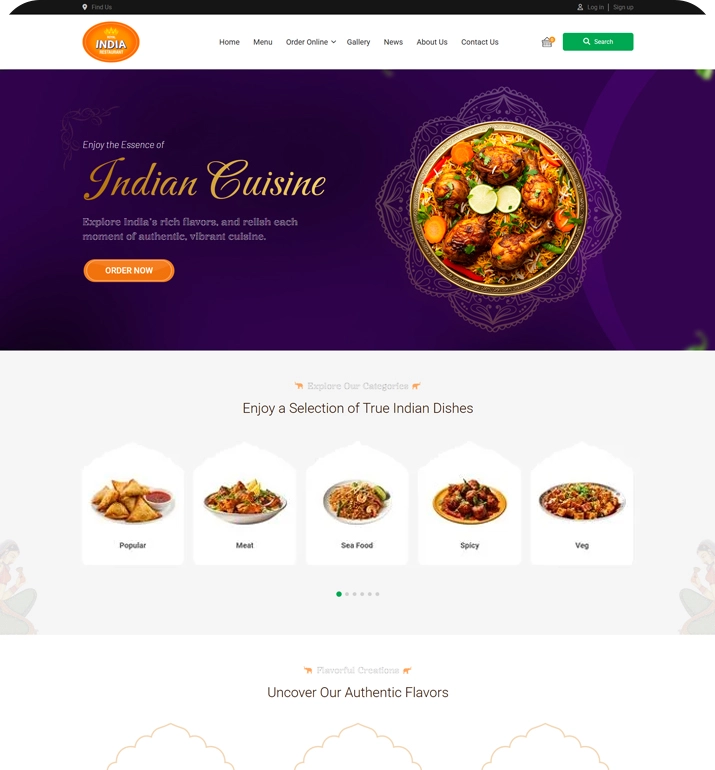 Find Us
Log in | Sign up
INDIA
RESTAURANT
Home Menu Order Online Gallery News About Us Contact Us
Search
Enjoy the Essence of
Indian Cuisine
Explore India's rich flavors, and relish each
moment of authentic, vibrant cuisine.
ORDER NOW
Explore Our Categories
Enjoy a Selection of True Indian Dishes
Popular Meat Sea Food Spicy Veg
Flavorful Creations
Uncover Our Authentic Flavors